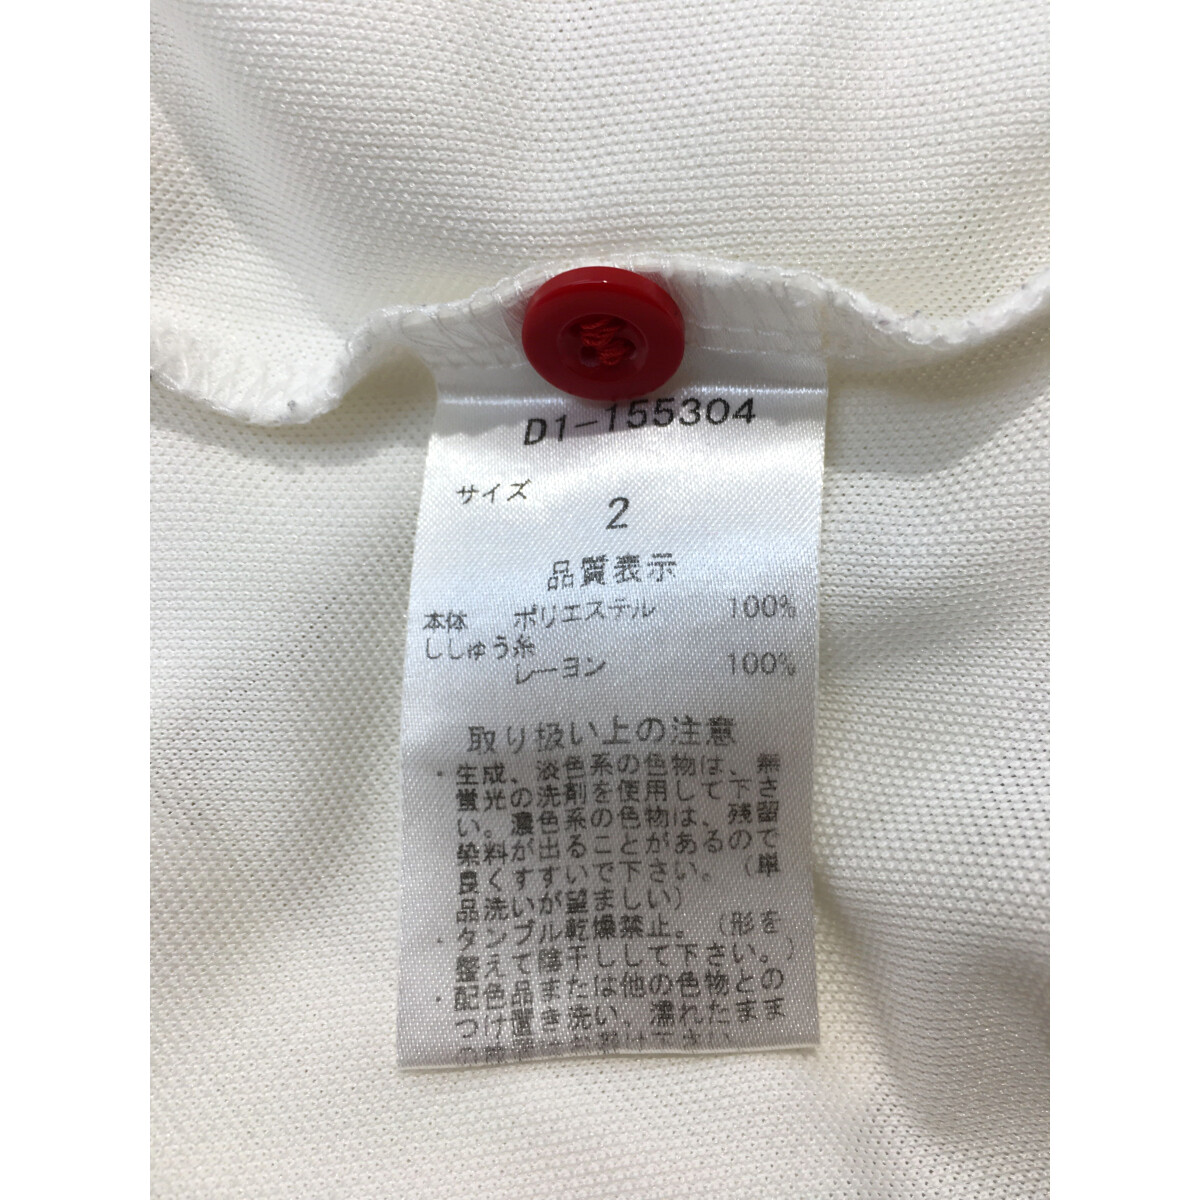 D1-155304
サイズ
2
品質表示
本体 ポリエステル 100%
ししゅう糸
レーヨン 100%
取り扱い上の注意
・生成、淡色系の色物は、無
蛍光の洗剤を使用して下さ
い。濃色系の色物は、残留
染料が出ることがあるので
良くすすいで下さい。（単
品洗いが望ましい）
・タンブル乾燥禁止。（形を
整えて陰干しして下さい。）
・配色品または他の色物との
つけ置き洗い、濡れたまま